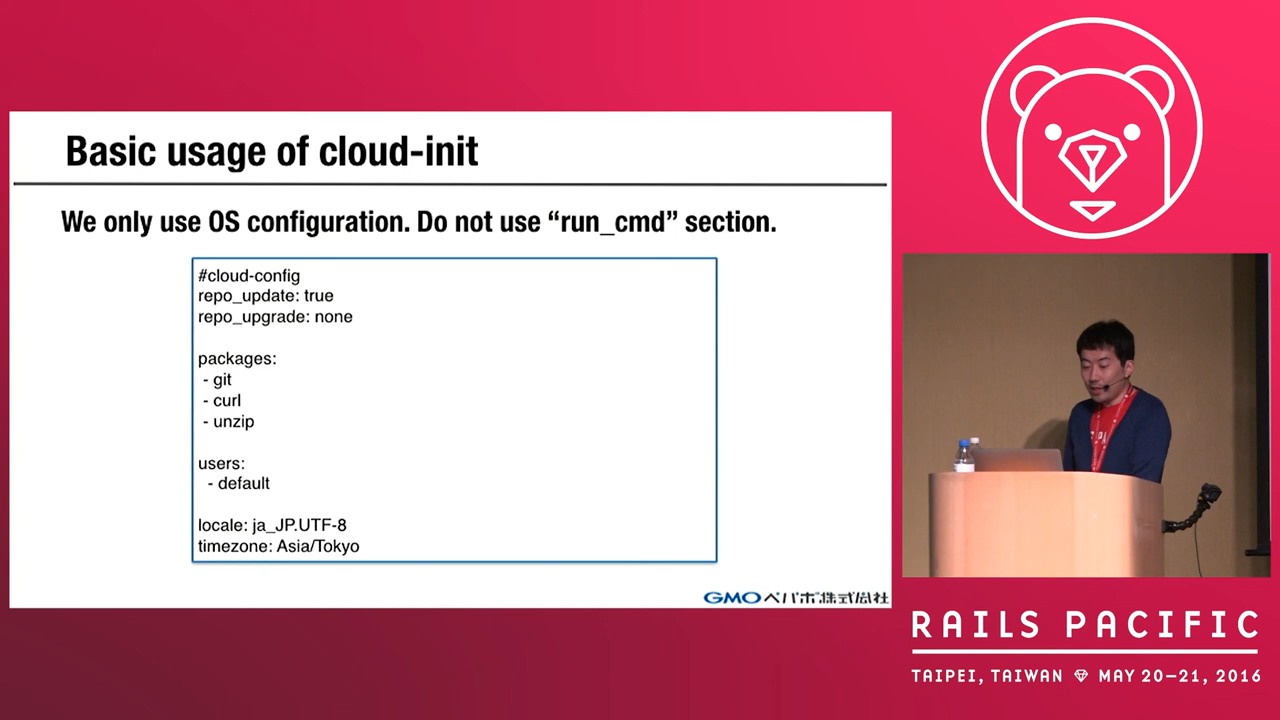 Basic usage of cloud-init
We only use OS configuration. Do not use “run_cmd” section.
#cloud-config
repo_update: true
repo_upgrade: none
packages:
- git
- curl
- unzip
users:
- default
locale: ja_JP.UTF-8
timezone: Asia/Tokyo
GMOペパボ株式会社
RAILS PACIFIC
TAIPEI, TAIWAN MAY 20–21, 2016